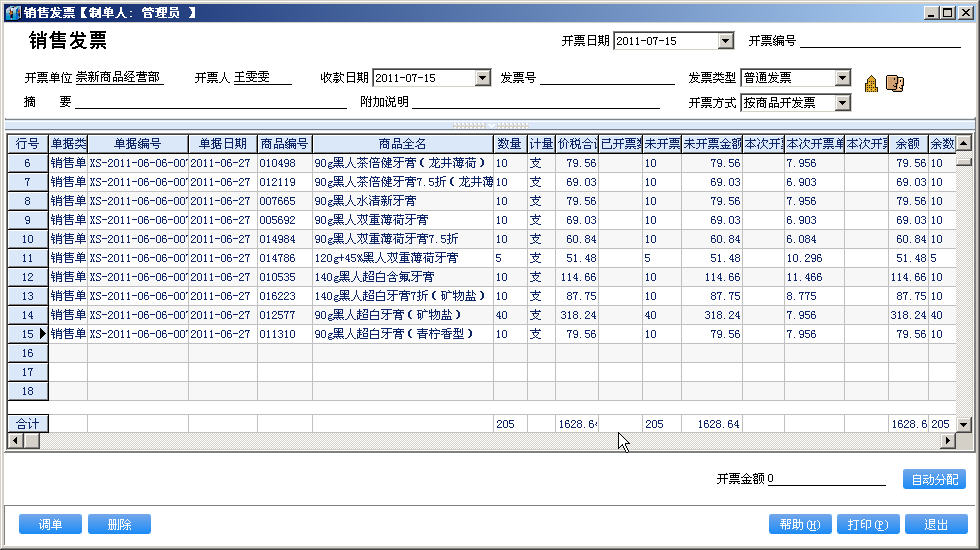 销售发票【制单人: 管理员 】
销售发票
开票日期 2011-07-15 开票编号
开票单位 崇新商品经营部 开票人 王雯雯 收款日期 2011-07-15 发票号 发票类型 普通发票
摘 要 附加说明 开票方式 按商品开发票
行号 单据类 单据编号 单据日期 商品编号 商品全名 数量 计量 价税合计 已开票数 未开票 未开票金额 本次开票 本次开票单 本次开票 余额 余数
6 销售单 XS-2011-06-06-00 2011-06-27 010498 90g黑人茶倍健牙膏（龙井薄荷） 10 支 79.56 10 79.56 7.956 79.56 10
7 销售单 XS-2011-06-06-00 2011-06-27 012119 90g黑人茶倍健牙膏7.5折（龙井薄 10 支 69.03 10 69.03 6.903 69.03 10
8 销售单 XS-2011-06-06-00 2011-06-27 007665 90g黑人水清新牙膏 10 支 79.56 10 79.56 7.956 79.56 10
9 销售单 XS-2011-06-06-00 2011-06-27 005692 90g黑人双重薄荷牙膏 10 支 69.03 10 69.03 6.903 69.03 10
10 销售单 XS-2011-06-06-00 2011-06-27 014984 90g黑人双重薄荷牙膏7.5折 10 支 60.84 10 60.84 6.084 60.84 10
11 销售单 XS-2011-06-06-00 2011-06-27 014786 120g+45%黑人双重薄荷牙膏 5 支 51.48 5 51.48 10.296 51.48 5
12 销售单 XS-2011-06-06-00 2011-06-27 010535 140g黑人超白含氟牙膏 10 支 114.66 10 114.66 11.466 114.66 10
13 销售单 XS-2011-06-06-00 2011-06-27 016223 140g黑人超白牙膏7折（矿物盐） 10 支 87.75 10 87.75 8.775 87.75 10
14 销售单 XS-2011-06-06-00 2011-06-27 012577 90g黑人超白牙膏（矿物盐） 40 支 318.24 40 318.24 7.956 318.24 40
15 销售单 XS-2011-06-06-00 2011-06-27 011310 90g黑人超白牙膏（青柠香型） 10 支 79.56 10 79.56 7.956 79.56 10
16
17
18
合计 205 1628.64 205 1628.64 1628.6 205
开票金额 0 自动分配
调单 删除 帮助(H) 打印(P) 退出